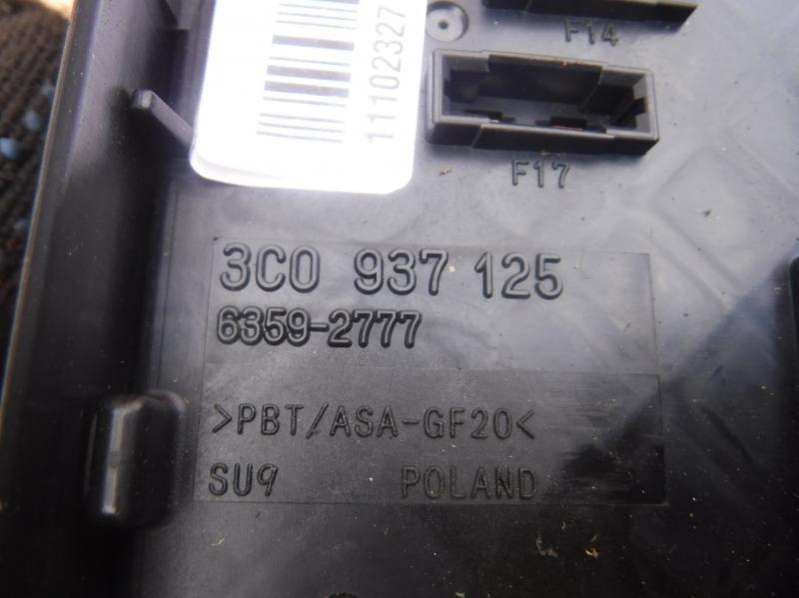 F14
11102327
F17
3C0 937 125
6359-2777
>PBT/ASA-GF20<
SU9 POLAND